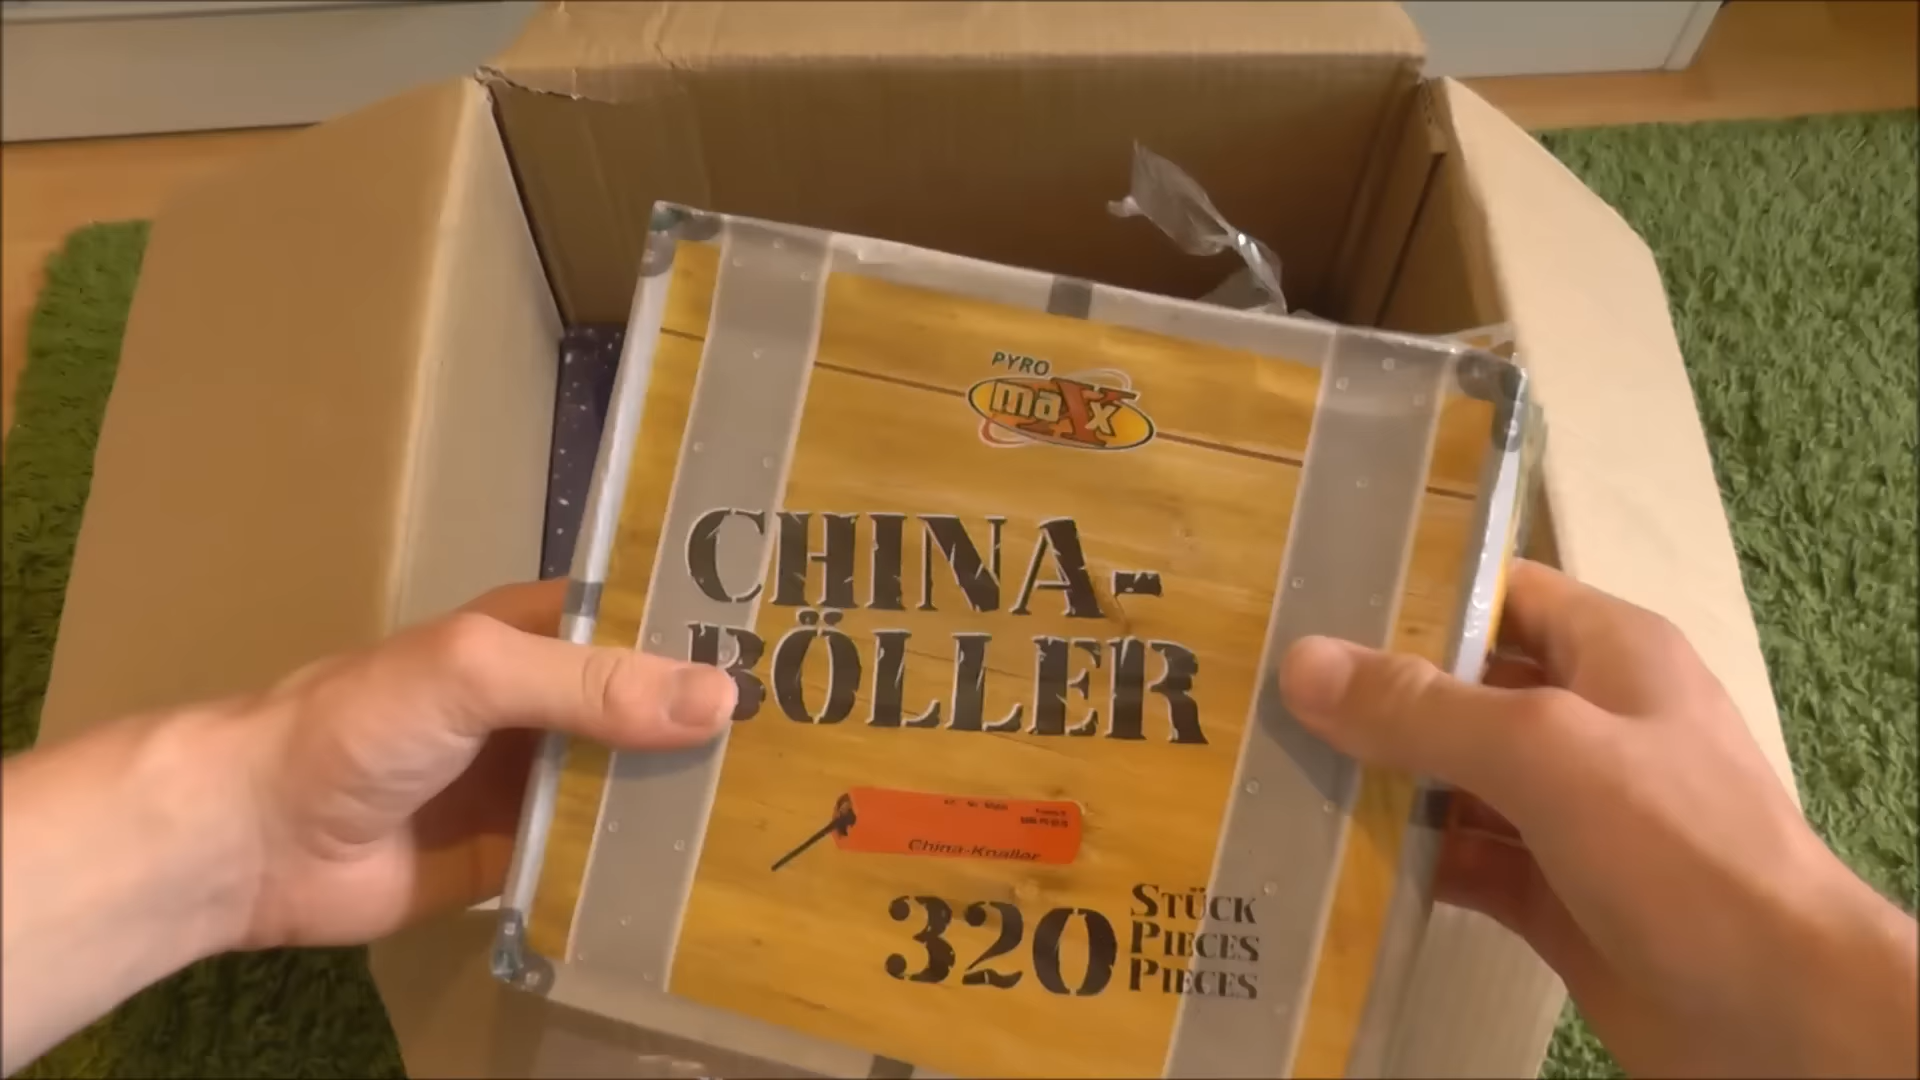 PYRO
maXx
CHINA-
BÖLLER
China-Knaller
320
STÜCK
PIECES
PIECES